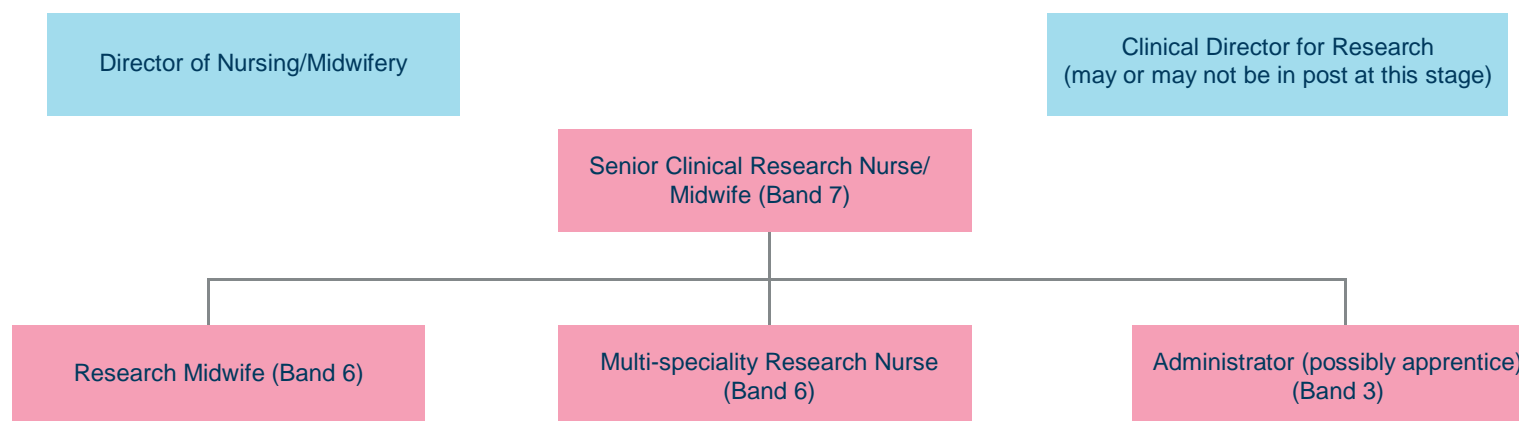 Director of Nursing/Midwifery
Clinical Director for Research
(may or may not be in post at this stage)
Senior Clinical Research Nurse/
Midwife (Band 7)
Research Midwife (Band 6)
Multi-speciality Research Nurse
(Band 6)
Administrator (possibly apprentice)
(Band 3)